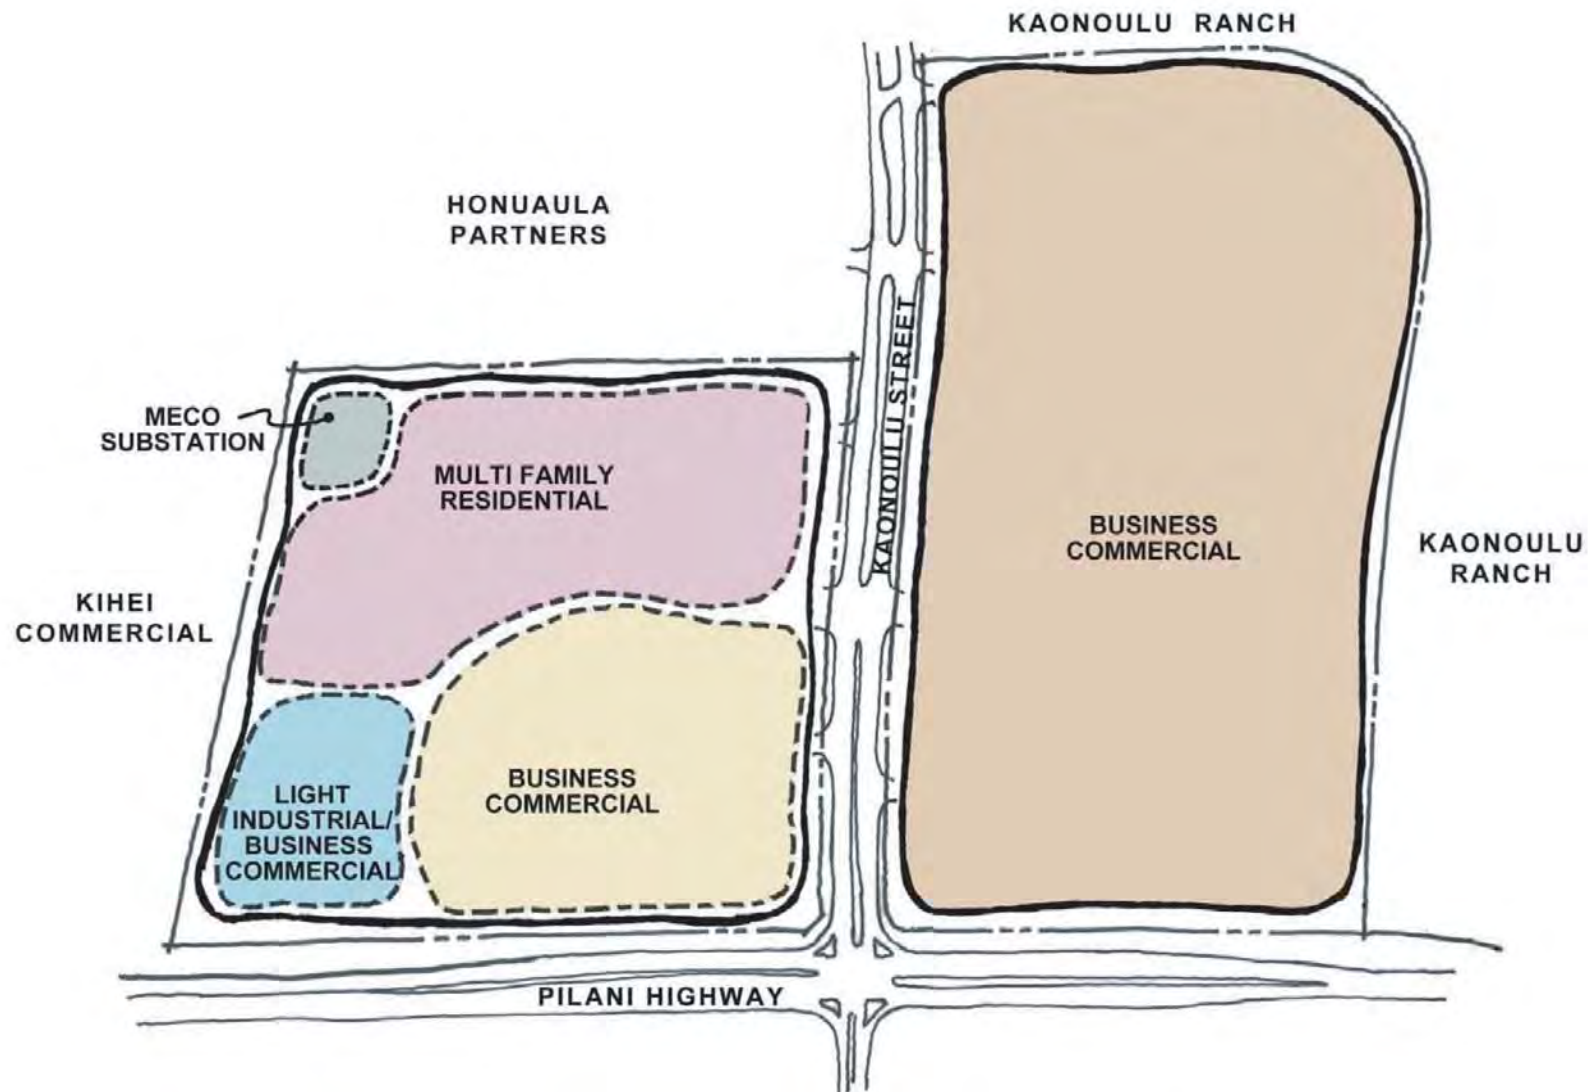 KAONOULU RANCH
HONUAULA
PARTNERS
KAONOULU STREET
MECO
SUBSTATION
MULTI FAMILY
RESIDENTIAL
BUSINESS
COMMERCIAL
KAONOULU
RANCH
KIHEI
COMMERCIAL
LIGHT
INDUSTRIAL/
BUSINESS
COMMERCIAL
BUSINESS
COMMERCIAL
PILANI HIGHWAY